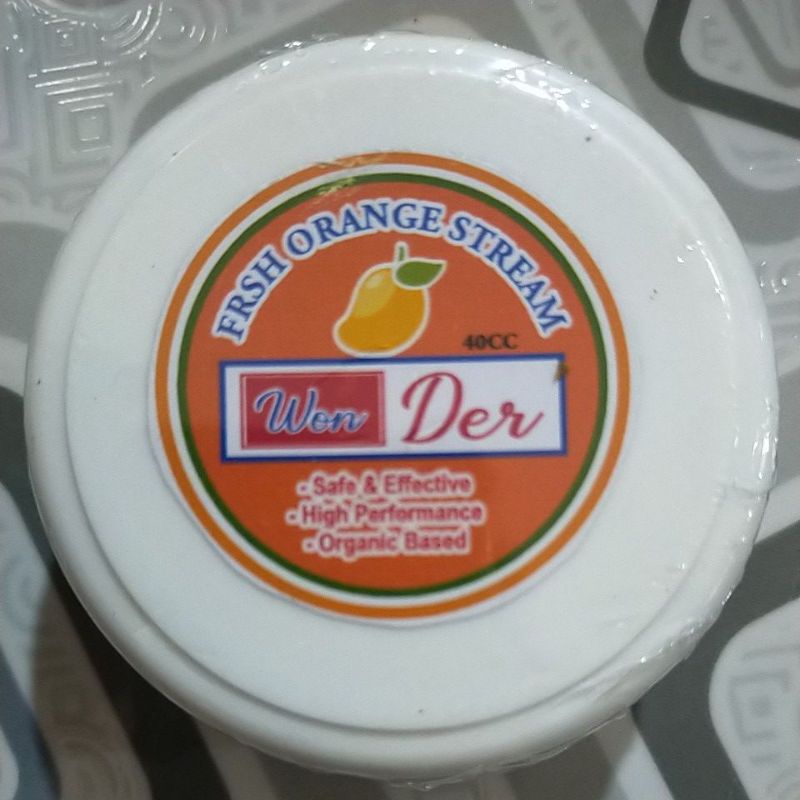 FRSH ORANGE STREAM
40CC
Won Der
- Safe & Effective
- High Performance
- Organic Based